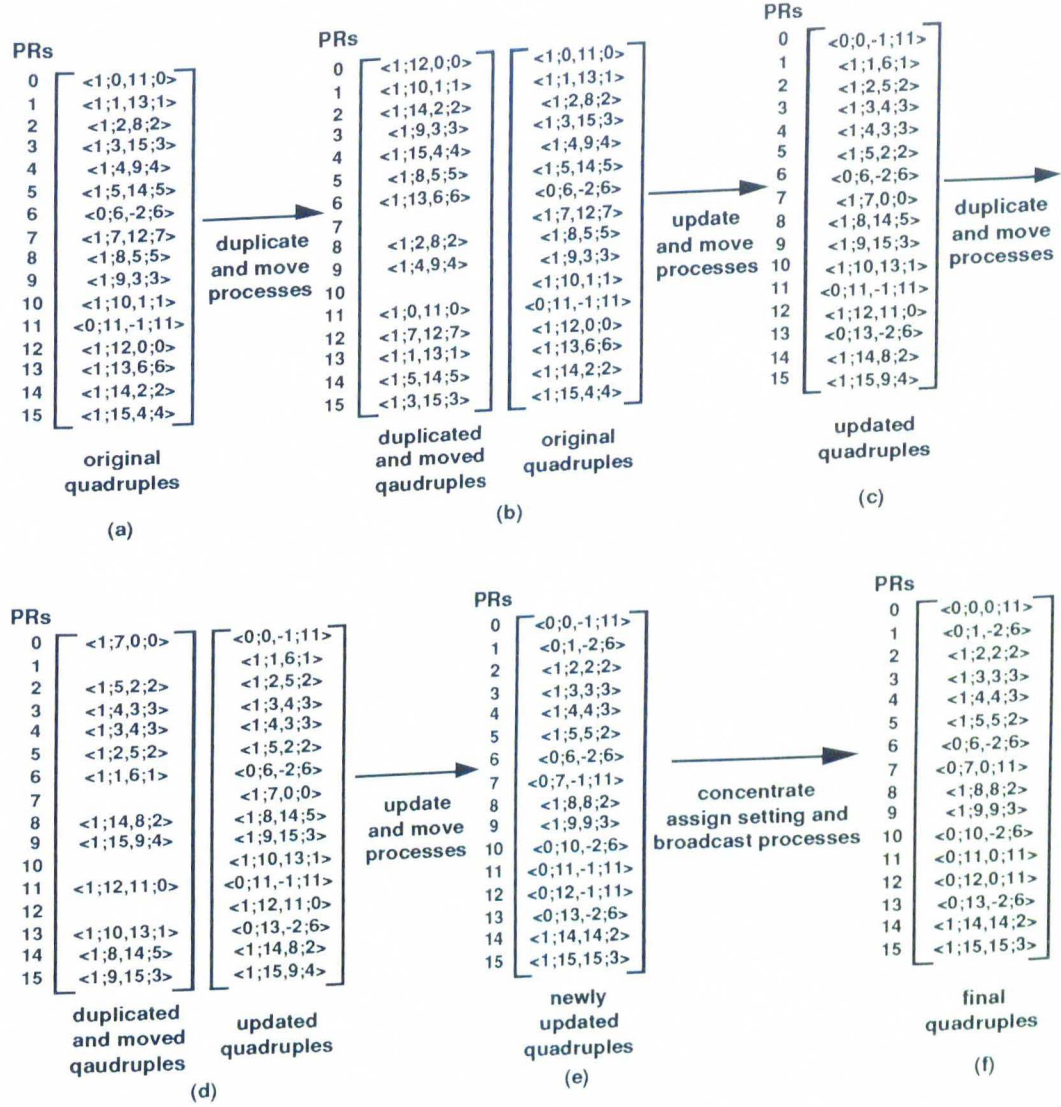 PRs
0 <1;0,11;0>
1 <1;1,13;1>
2 <1;2,8;2>
3 <1;3,15;3>
4 <1;4,9;4>
5 <1;5,14;5>
6 <0;6,-2;6>
7 <1;7,12;7>
8 <1;8,5;5>
9 <1;9,3;3>
10 <1;10,1;1>
11 <0;11,-1;11>
12 <1;12,0;0>
13 <1;13,6;6>
14 <1;14,2;2>
15 <1;15,4;4>
original
quadruples
(a)
duplicate
and move
processes
PRs
0 <1;12,0;0> <1;0,11;0>
1 <1;10,1;1> <1;1,13;1>
2 <1;14,2;2> <1;2,8;2>
3 <1;9,3;3> <1;3,15;3>
4 <1;15,4;4> <1;4,9;4>
5 <1;8,5;5> <1;5,14;5>
6 <1;13,6;6> <0;6,-2;6>
7 <1;7,12;7>
8 <1;2,8;2> <1;8,5;5>
9 <1;4,9;4> <1;9,3;3>
10 <1;10,1;1>
11 <1;0,11;0> <0;11,-1;11>
12 <1;7,12;7> <1;12,0;0>
13 <1;1,13;1> <1;13,6;6>
14 <1;5,14;5> <1;14,2;2>
15 <1;3,15;3> <1;15,4;4>
duplicated
and moved
qaudruples
original
quadruples
(b)
update
and move
processes
PRs
0 <0;0,-1;11>
1 <1;1,6;1>
2 <1;2,5;2>
3 <1;3,4;3>
4 <1;4,3;3>
5 <1;5,2;2>
6 <0;6,-2;6>
7 <1;7,0;0>
8 <1;8,14;5>
9 <1;9,15;3>
10 <1;10,13;1>
11 <0;11,-1;11>
12 <1;12,11;0>
13 <0;13,-2;6>
14 <1;14,8;2>
15 <1;15,9;4>
updated
quadruples
(c)
duplicate
and move
processes
PRs
0 <1;7,0;0> <0;0,-1;11>
1 <1;1,6;1>
2 <1;5,2;2> <1;2,5;2>
3 <1;4,3;3> <1;3,4;3>
4 <1;3,4;3> <1;4,3;3>
5 <1;2,5;2> <1;5,2;2>
6 <1;1,6;1> <0;6,-2;6>
7 <1;7,0;0>
8 <1;14,8;2> <1;8,14;5>
9 <1;15,9;4> <1;9,15;3>
10 <1;10,13;1>
11 <1;12,11;0> <0;11,-1;11>
12 <1;12,11;0>
13 <1;10,13;1> <0;13,-2;6>
14 <1;8,14;5> <1;14,8;2>
15 <1;9,15;3> <1;15,9;4>
duplicated
and moved
qaudruples
updated
quadruples
(d)
update
and move
processes
PRs
0 <0;0,-1;11>
1 <0;1,-2;6>
2 <1;2,2;2>
3 <1;3,3;3>
4 <1;4,4;3>
5 <1;5,5;2>
6 <0;6,-2;6>
7 <0;7,-1;11>
8 <1;8,8;2>
9 <1;9,9;3>
10 <0;10,-2;6>
11 <0;11,-1;11>
12 <0;12,-1;11>
13 <0;13,-2;6>
14 <1;14,14;2>
15 <1;15,15;3>
newly
updated
quadruples
(e)
concentrate
assign setting and
broadcast processes
PRs
0 <0;0,0;11>
1 <0;1,-2;6>
2 <1;2,2;2>
3 <1;3,3;3>
4 <1;4,4;3>
5 <1;5,5;2>
6 <0;6,-2;6>
7 <0;7,0;11>
8 <1;8,8;2>
9 <1;9,9;3>
10 <0;10,-2;6>
11 <0;11,0;11>
12 <0;12,0;11>
13 <0;13,-2;6>
14 <1;14,14;2>
15 <1;15,15;3>
final
quadruples
(f)